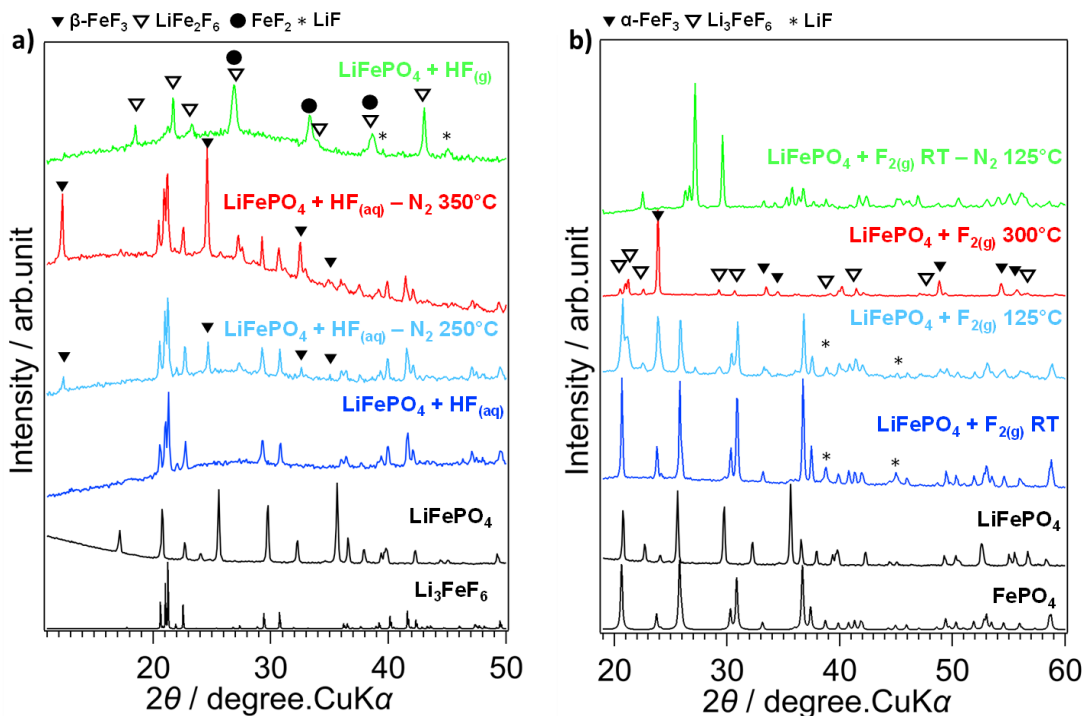 ▼ β-FeF₃ ▽ LiFe₂F₆ ● FeF₂ * LiF
a)
LiFePO₄ + HF₍g₎
*
*
LiFePO₄ + HF₍aq₎ – N₂ 350°C
LiFePO₄ + HF₍aq₎ – N₂ 250°C
LiFePO₄ + HF₍aq₎
LiFePO₄
Li₃FeF₆
Intensity / arb.unit
20 30 40 50
2θ / degree.CuKα
▼ α-FeF₃ ▽ Li₃FeF₆ * LiF
b)
LiFePO₄ + F₂₍g₎ RT – N₂ 125°C
LiFePO₄ + F₂₍g₎ 300°C
LiFePO₄ + F₂₍g₎ 125°C
*
*
LiFePO₄ + F₂₍g₎ RT
*
*
LiFePO₄
FePO₄
Intensity / arb.unit
20 30 40 50 60
2θ / degree.CuKα